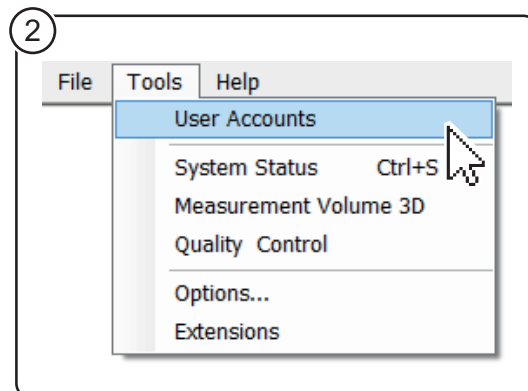 2
File Tools Help
User Accounts
System Status Ctrl+S
Measurement Volume 3D
Quality Control
Options...
Extensions